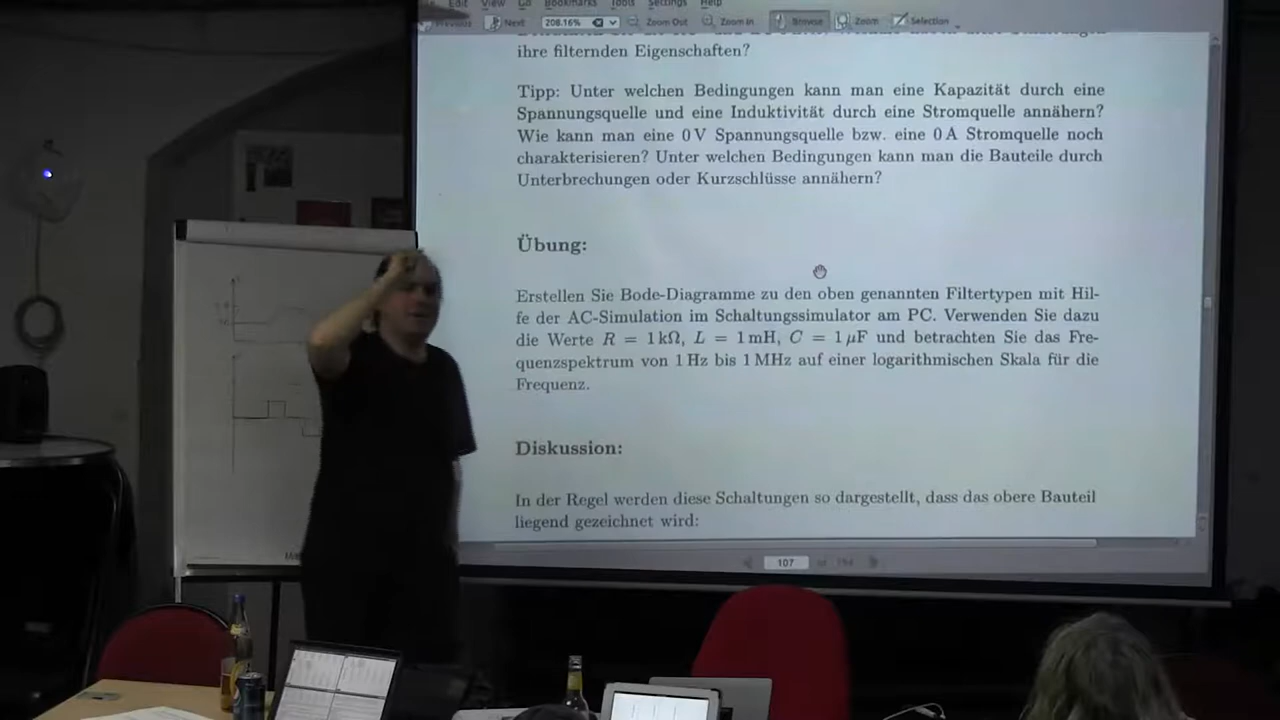 Edit View Go Bookmarks Tools Settings Help
Previous Next 208.16% Zoom Out Zoom In Browse Zoom Selection
ihre filternden Eigenschaften?
Tipp: Unter welchen Bedingungen kann man eine Kapazität durch eine
Spannungsquelle und eine Induktivität durch eine Stromquelle annähern?
Wie kann man eine 0 V Spannungsquelle bzw. eine 0 A Stromquelle noch
charakterisieren? Unter welchen Bedingungen kann man die Bauteile durch
Unterbrechungen oder Kurzschlüsse annähern?
Übung:
Erstellen Sie Bode-Diagramme zu den oben genannten Filtertypen mit Hil-
fe der AC-Simulation im Schaltungssimulator am PC. Verwenden Sie dazu
die Werte R = 1 kΩ, L = 1 mH, C = 1 µF und betrachten Sie das Fre-
quenzspektrum von 1 Hz bis 1 MHz auf einer logarithmischen Skala für die
Frequenz.
Diskussion:
In der Regel werden diese Schaltungen so dargestellt, dass das obere Bauteil
liegend gezeichnet wird:
107 of 194